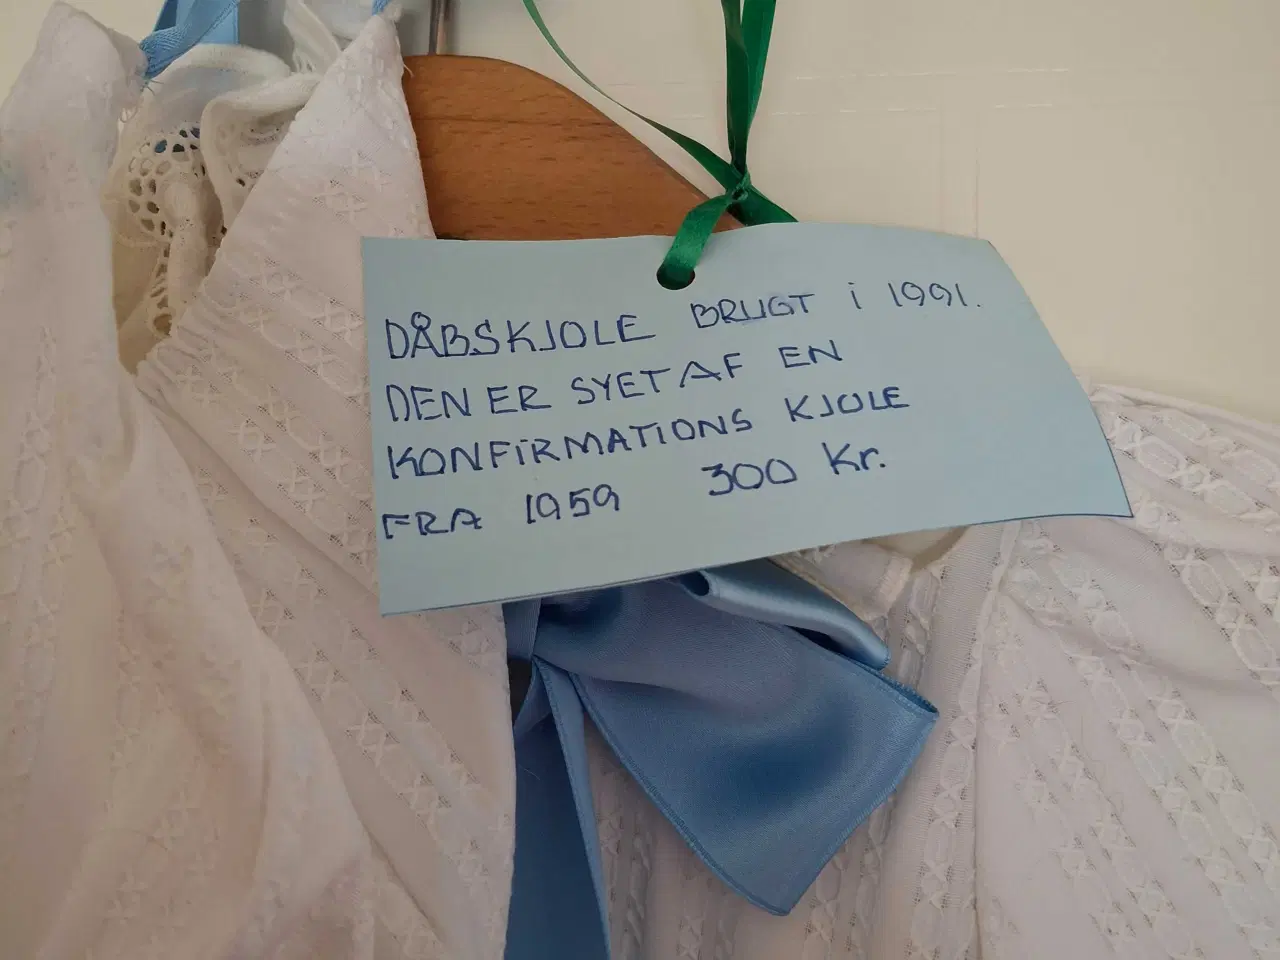 DÅBSKJOLE BRUGT i 1991.
DEN ER SYET AF EN
KONFIRMATIONS KJOLE
FRA 1959 300 Kr.